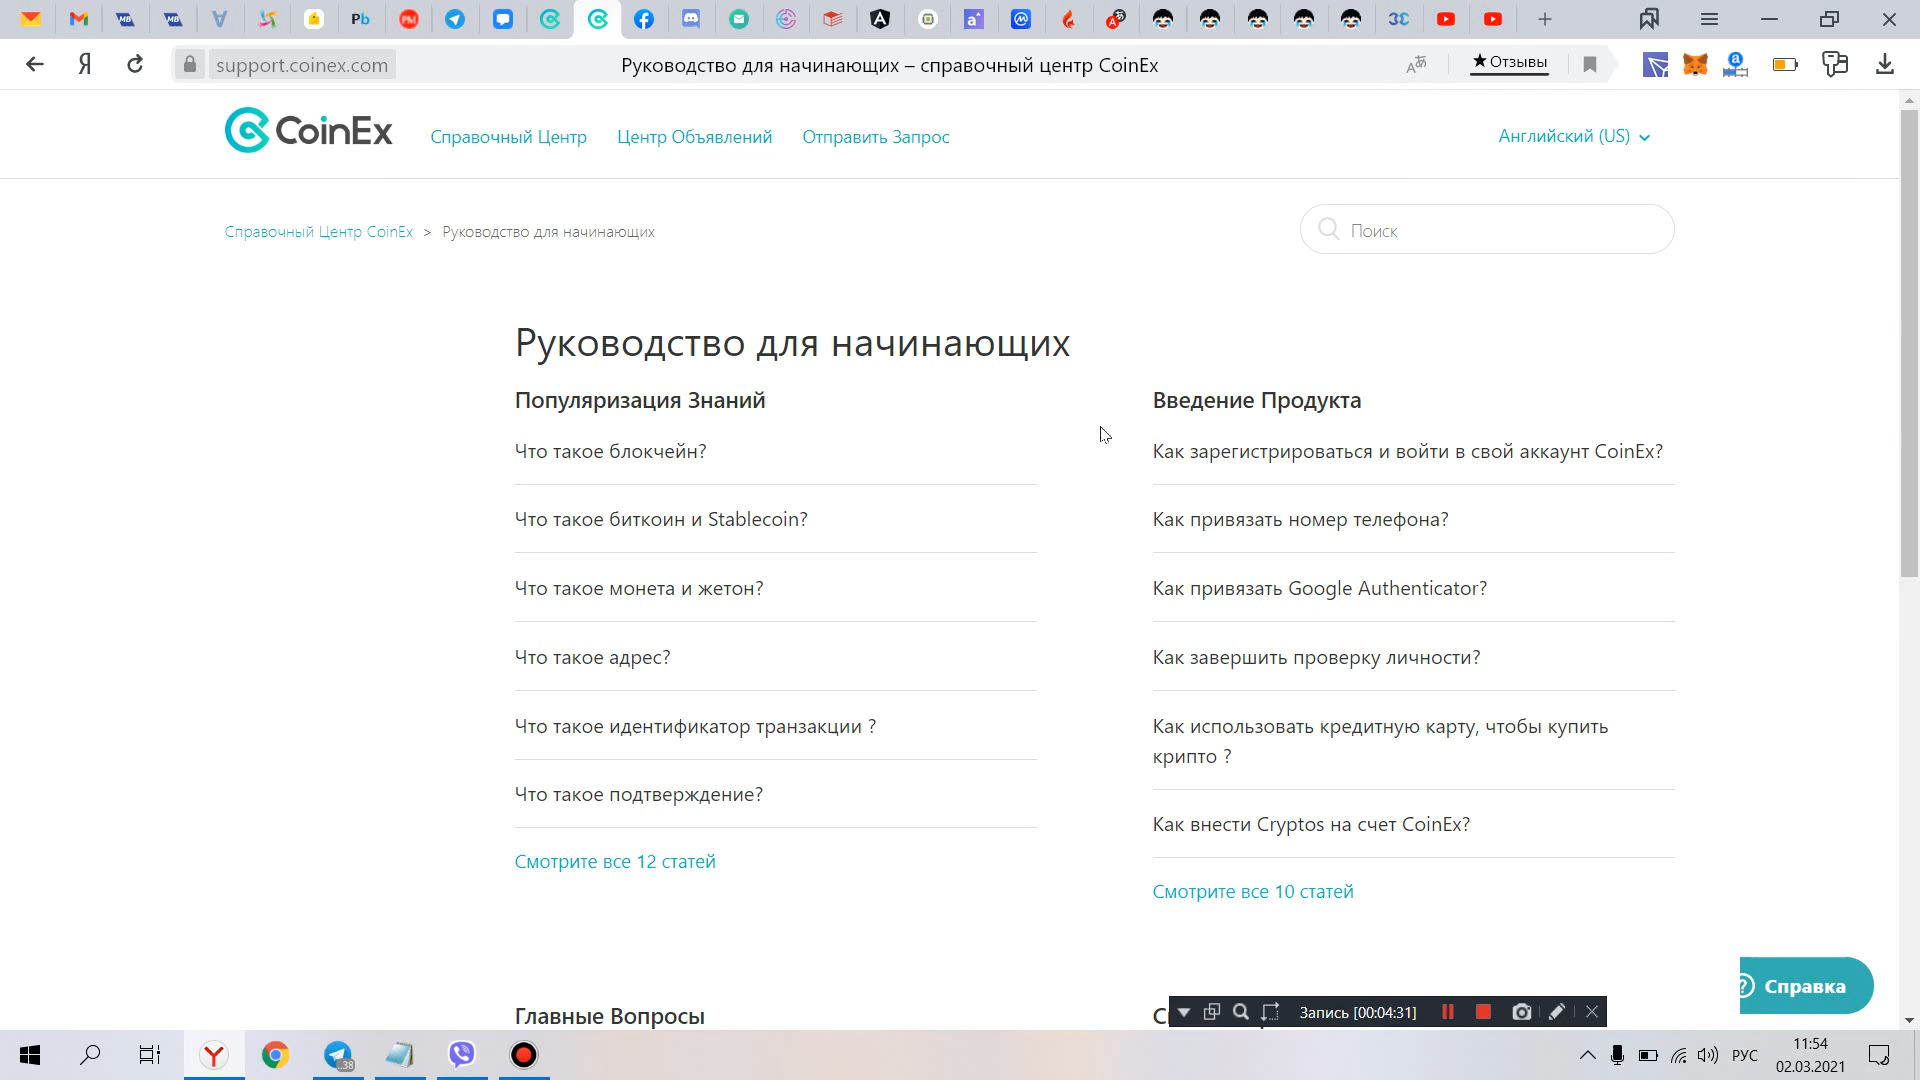 support.coinex.com
Руководство для начинающих – справочный центр CoinEx
★ Отзывы
CoinEx
Справочный Центр
Центр Объявлений
Отправить Запрос
Английский (US)
Справочный Центр CoinEx > Руководство для начинающих
Поиск
Руководство для начинающих
Популяризация Знаний
Что такое блокчейн?
Что такое биткоин и Stablecoin?
Что такое монета и жетон?
Что такое адрес?
Что такое идентификатор транзакции ?
Что такое подтверждение?
Смотрите все 12 статей
Введение Продукта
Как зарегистрироваться и войти в свой аккаунт CoinEx?
Как привязать номер телефона?
Как привязать Google Authenticator?
Как завершить проверку личности?
Как использовать кредитную карту, чтобы купить
крипто ?
Как внести Cryptos на счет CoinEx?
Смотрите все 10 статей
Главные Вопросы
Справка
Запись [00:04:31]
РУС
11:54
02.03.2021